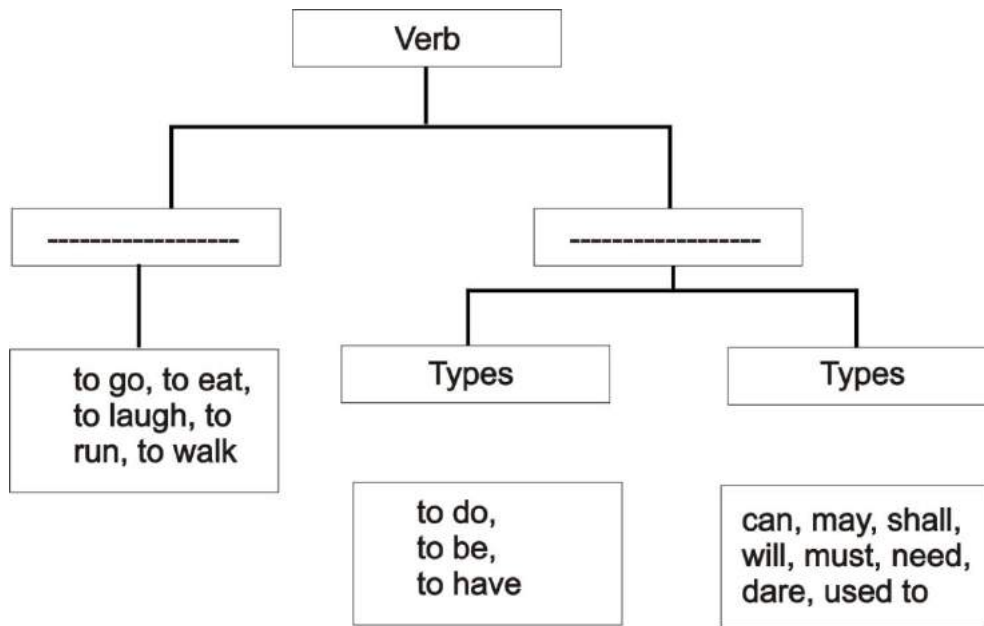 Verb
-----------------
-----------------
to go, to eat,
to laugh, to
run, to walk
Types
Types
to do,
to be,
to have
can, may, shall,
will, must, need,
dare, used to